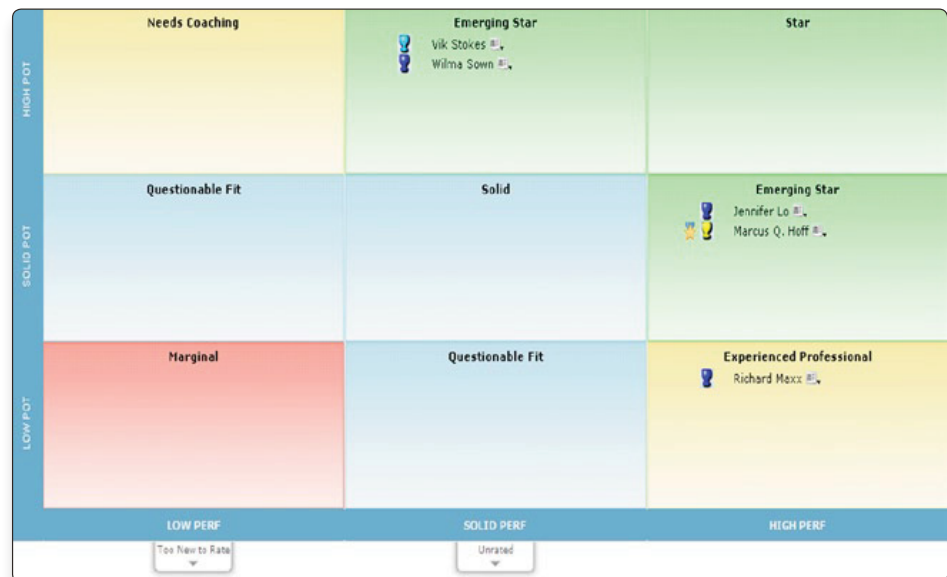 HIGH POT
Needs Coaching
Emerging Star
Vik Stokes
Wilma Sown
Star
SOLID POT
Questionable Fit
Solid
Emerging Star
Jennifer Lo
Marcus Q. Hoff
LOW POT
Marginal
Questionable Fit
Experienced Professional
Richard Maxx
LOW PERF
SOLID PERF
HIGH PERF
Too New to Rate
Unrated